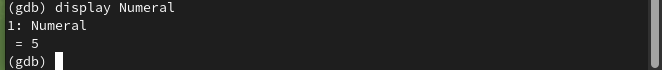 (gdb) display Numeral
1: Numeral
 = 5
(gdb)